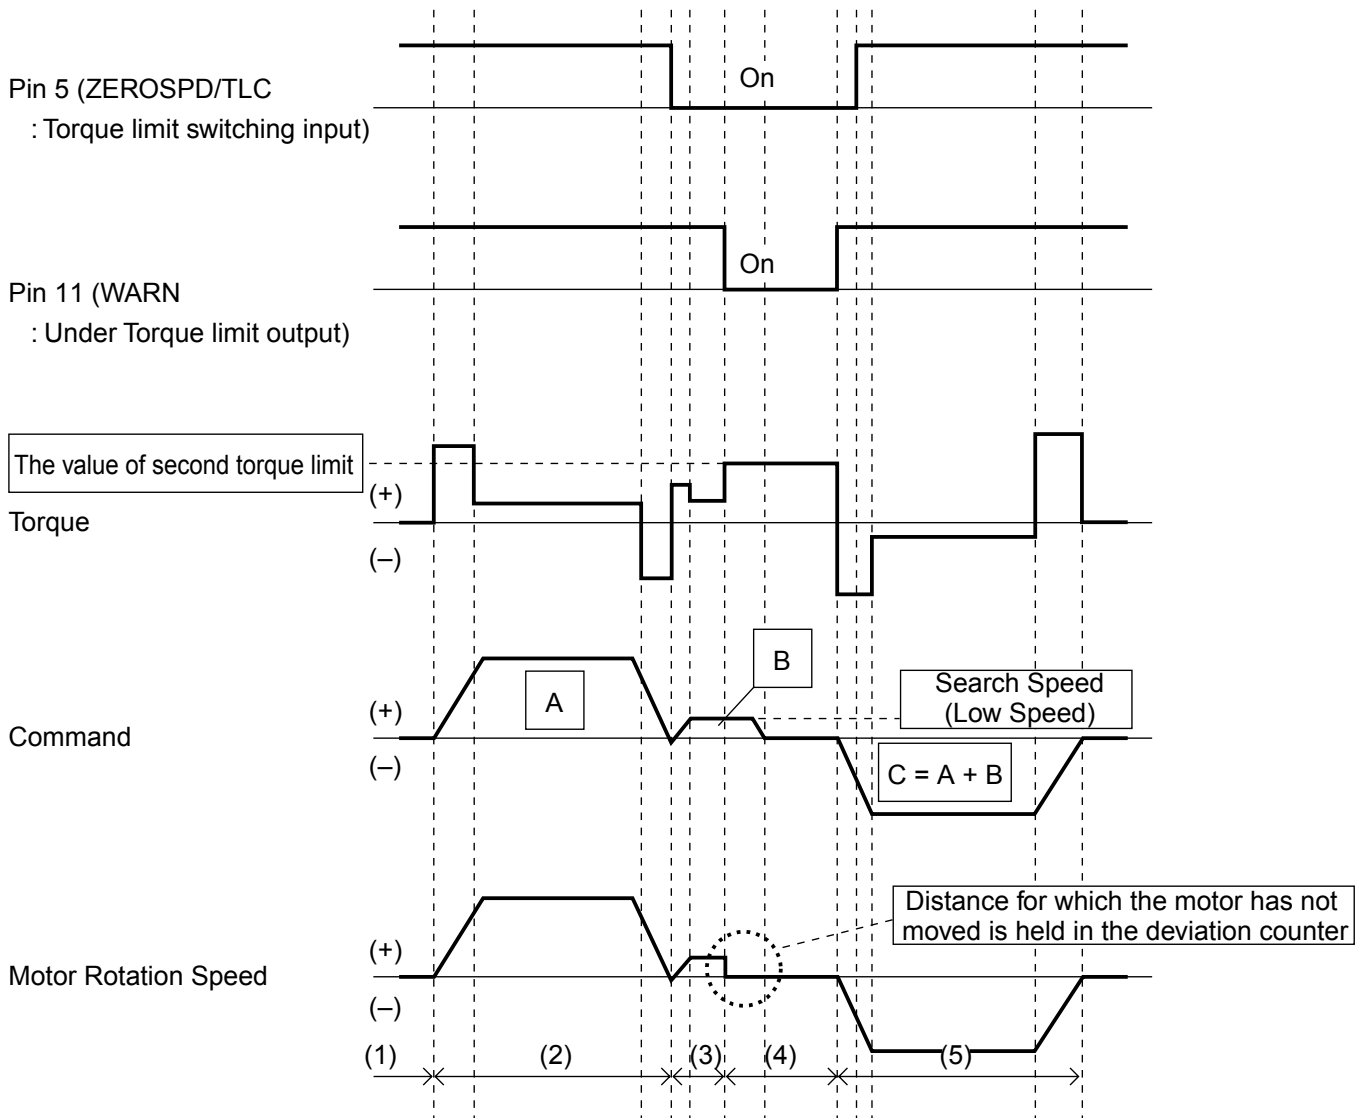 On
Pin 5 (ZEROSPD/TLC
: Torque limit switching input)
On
Pin 11 (WARN
: Under Torque limit output)
The value of second torque limit
(+)
Torque
(–)
B
A
Search Speed
(Low Speed)
(+)
Command
(–)
C = A + B
Distance for which the motor has not
moved is held in the deviation counter
(+)
Motor Rotation Speed
(–)
(1) (2) (3) (4) (5)